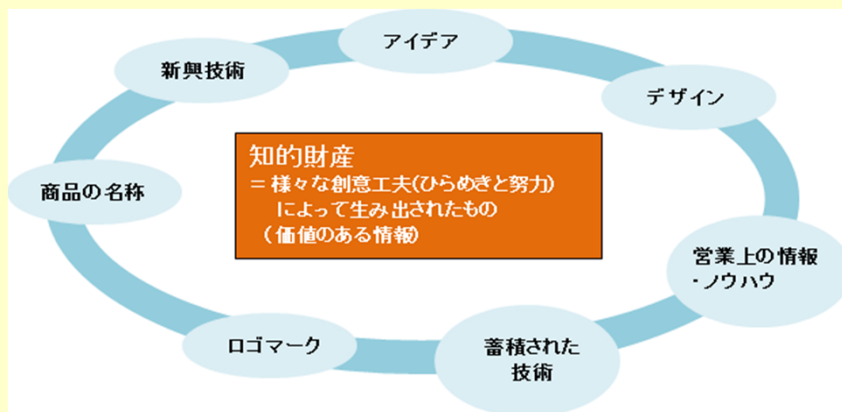 アイデア
新興技術
デザイン
知的財産
= 様々な創意工夫(ひらめきと努力)
によって生み出されたもの
(価値のある情報)
商品の名称
営業上の情報
・ノウハウ
ロゴマーク
蓄積された
技術